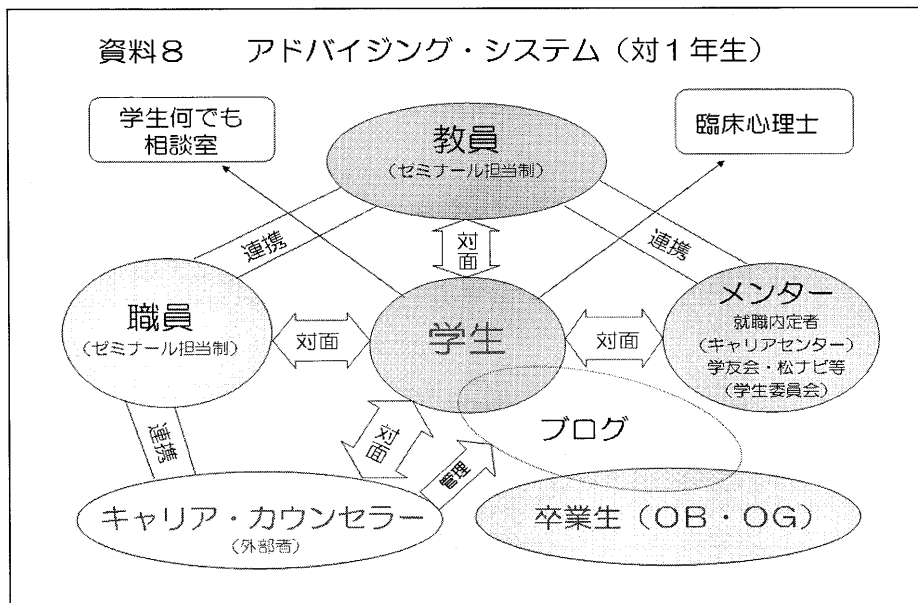 資料8 アドバイジング・システム(対1年生)
学生何でも
相談室
臨床心理士
教員
(ゼミナール担当制)
連携
対面
連携
職員
(ゼミナール担当制)
対面
学生
対面
メンター
就職内定者
(キャリアセンター)
学友会・松ナビ等
(学生委員会)
連携
対面
管理
ブログ
キャリア・カウンセラー
(外部者)
卒業生(OB・OG)